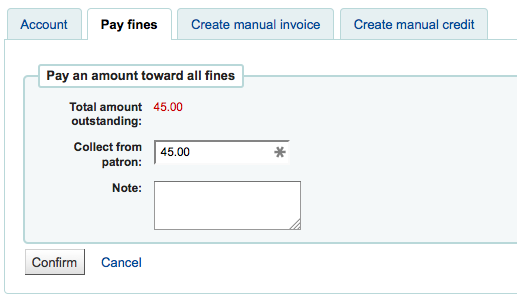 Account Pay fines Create manual invoice Create manual credit
Pay an amount toward all fines
Total amount outstanding: 45.00
Collect from patron: 45.00
Note:
Confirm Cancel